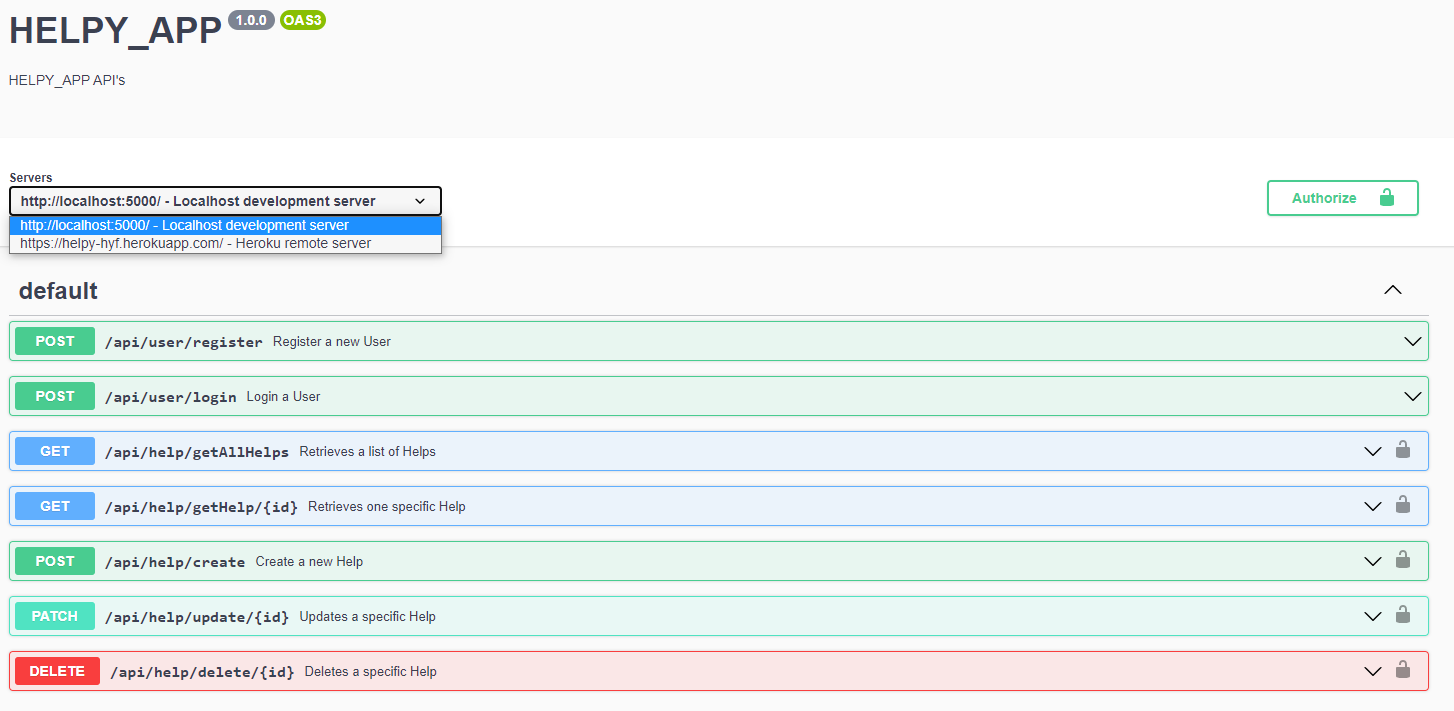 HELPY_APP 1.0.0 OAS3
HELPY_APP API's
Servers
http://localhost:5000/ - Localhost development server
Authorize
http://localhost:5000/ - Localhost development server
https://helpy-hyf.herokuapp.com/ - Heroku remote server
default
POST /api/user/register Register a new User
POST /api/user/login Login a User
GET /api/help/getAllHelps Retrieves a list of Helps
GET /api/help/getHelp/{id} Retrieves one specific Help
POST /api/help/create Create a new Help
PATCH /api/help/update/{id} Updates a specific Help
DELETE /api/help/delete/{id} Deletes a specific Help